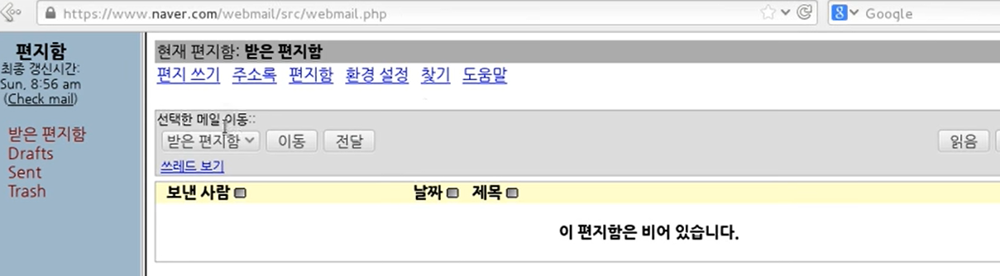 https://www.naver.com/webmail/src/webmail.php
8 Google
편지함
최종 갱신시간:
Sun, 8:56 am
(Check mail)
받은 편지함
Drafts
Sent
Trash
현재 편지함: 받은 편지함
편지 쓰기 주소록 편지함 환경 설정 찾기 도움말
선택한 메일 이동::
받은 편지함 이동 전달 읽음
쓰레드 보기
보낸 사람 날짜 제목
이 편지함은 비어 있습니다.